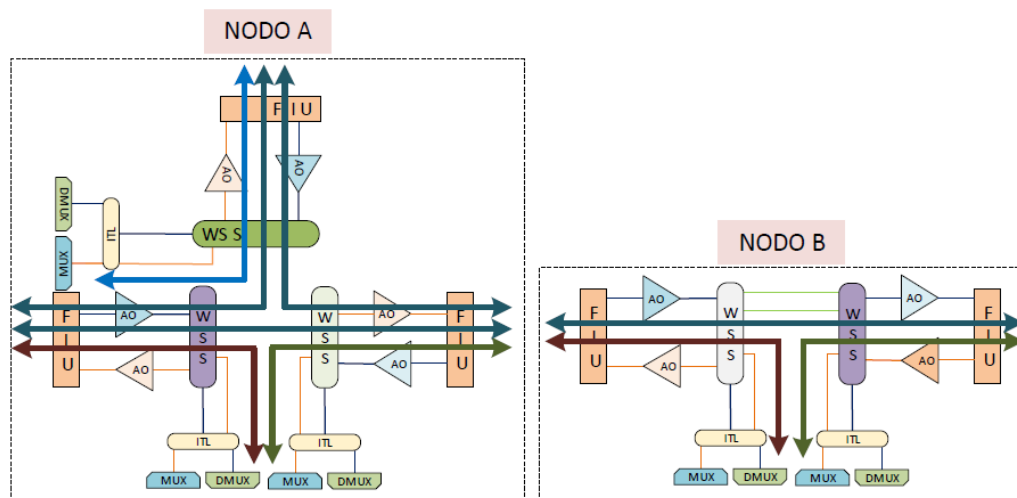 NODO A
F I U
AO
AO
DMUX
ITL
MUX
WS S
F I U
AO
AO
W S S
W S S
AO
AO
F I U
ITL
ITL
MUX
DMUX
MUX
DMUX
NODO B
F I U
AO
AO
W S S
W S S
AO
AO
F I U
ITL
ITL
MUX
DMUX
MUX
DMUX